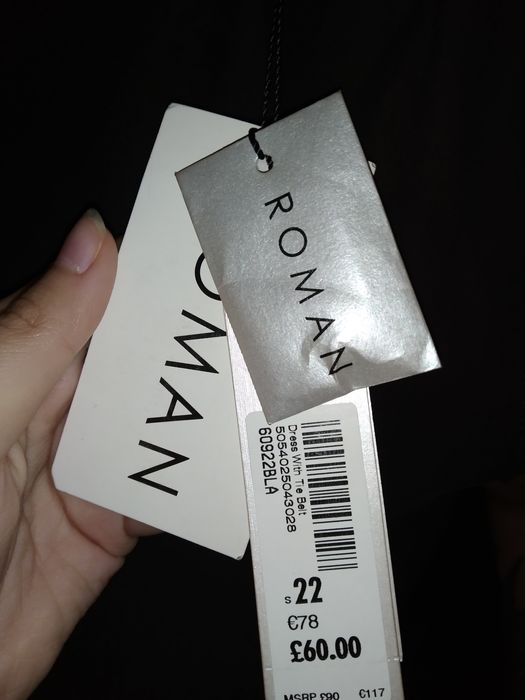 ROMAN
OMAN
Dress With Tie Belt
5054025043028
60922BLA
S 22
€78
£60.00
MSRP £90 €117